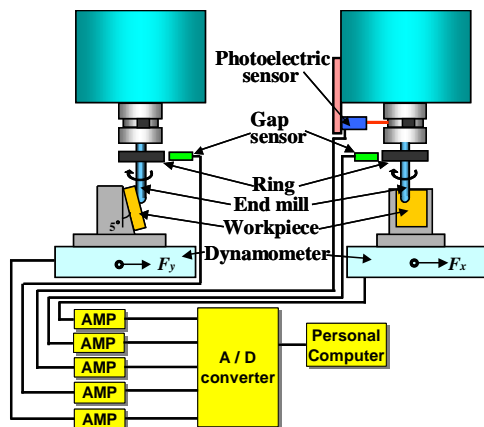 Photoelectric
sensor
Gap
sensor
Ring
End mill
Workpiece
5°
Dynamometer
Fy
Fx
AMP
AMP
AMP
AMP
AMP
A / D
converter
Personal
Computer